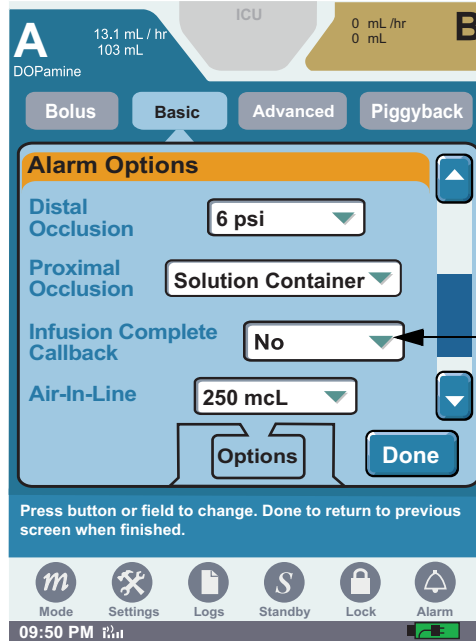 A
13.1 mL / hr
103 mL
DOPamine
ICU
0 mL /hr
0 mL
B
Bolus
Basic
Advanced
Piggyback
Alarm Options
Distal
Occlusion
6 psi
Proximal
Occlusion
Solution Container
Infusion Complete
Callback
No
Air-In-Line
250 mcL
Options
Done
Press button or field to change. Done to return to previous
screen when finished.
m
S
Mode
Settings
Logs
Standby
Lock
Alarm
09:50 PM